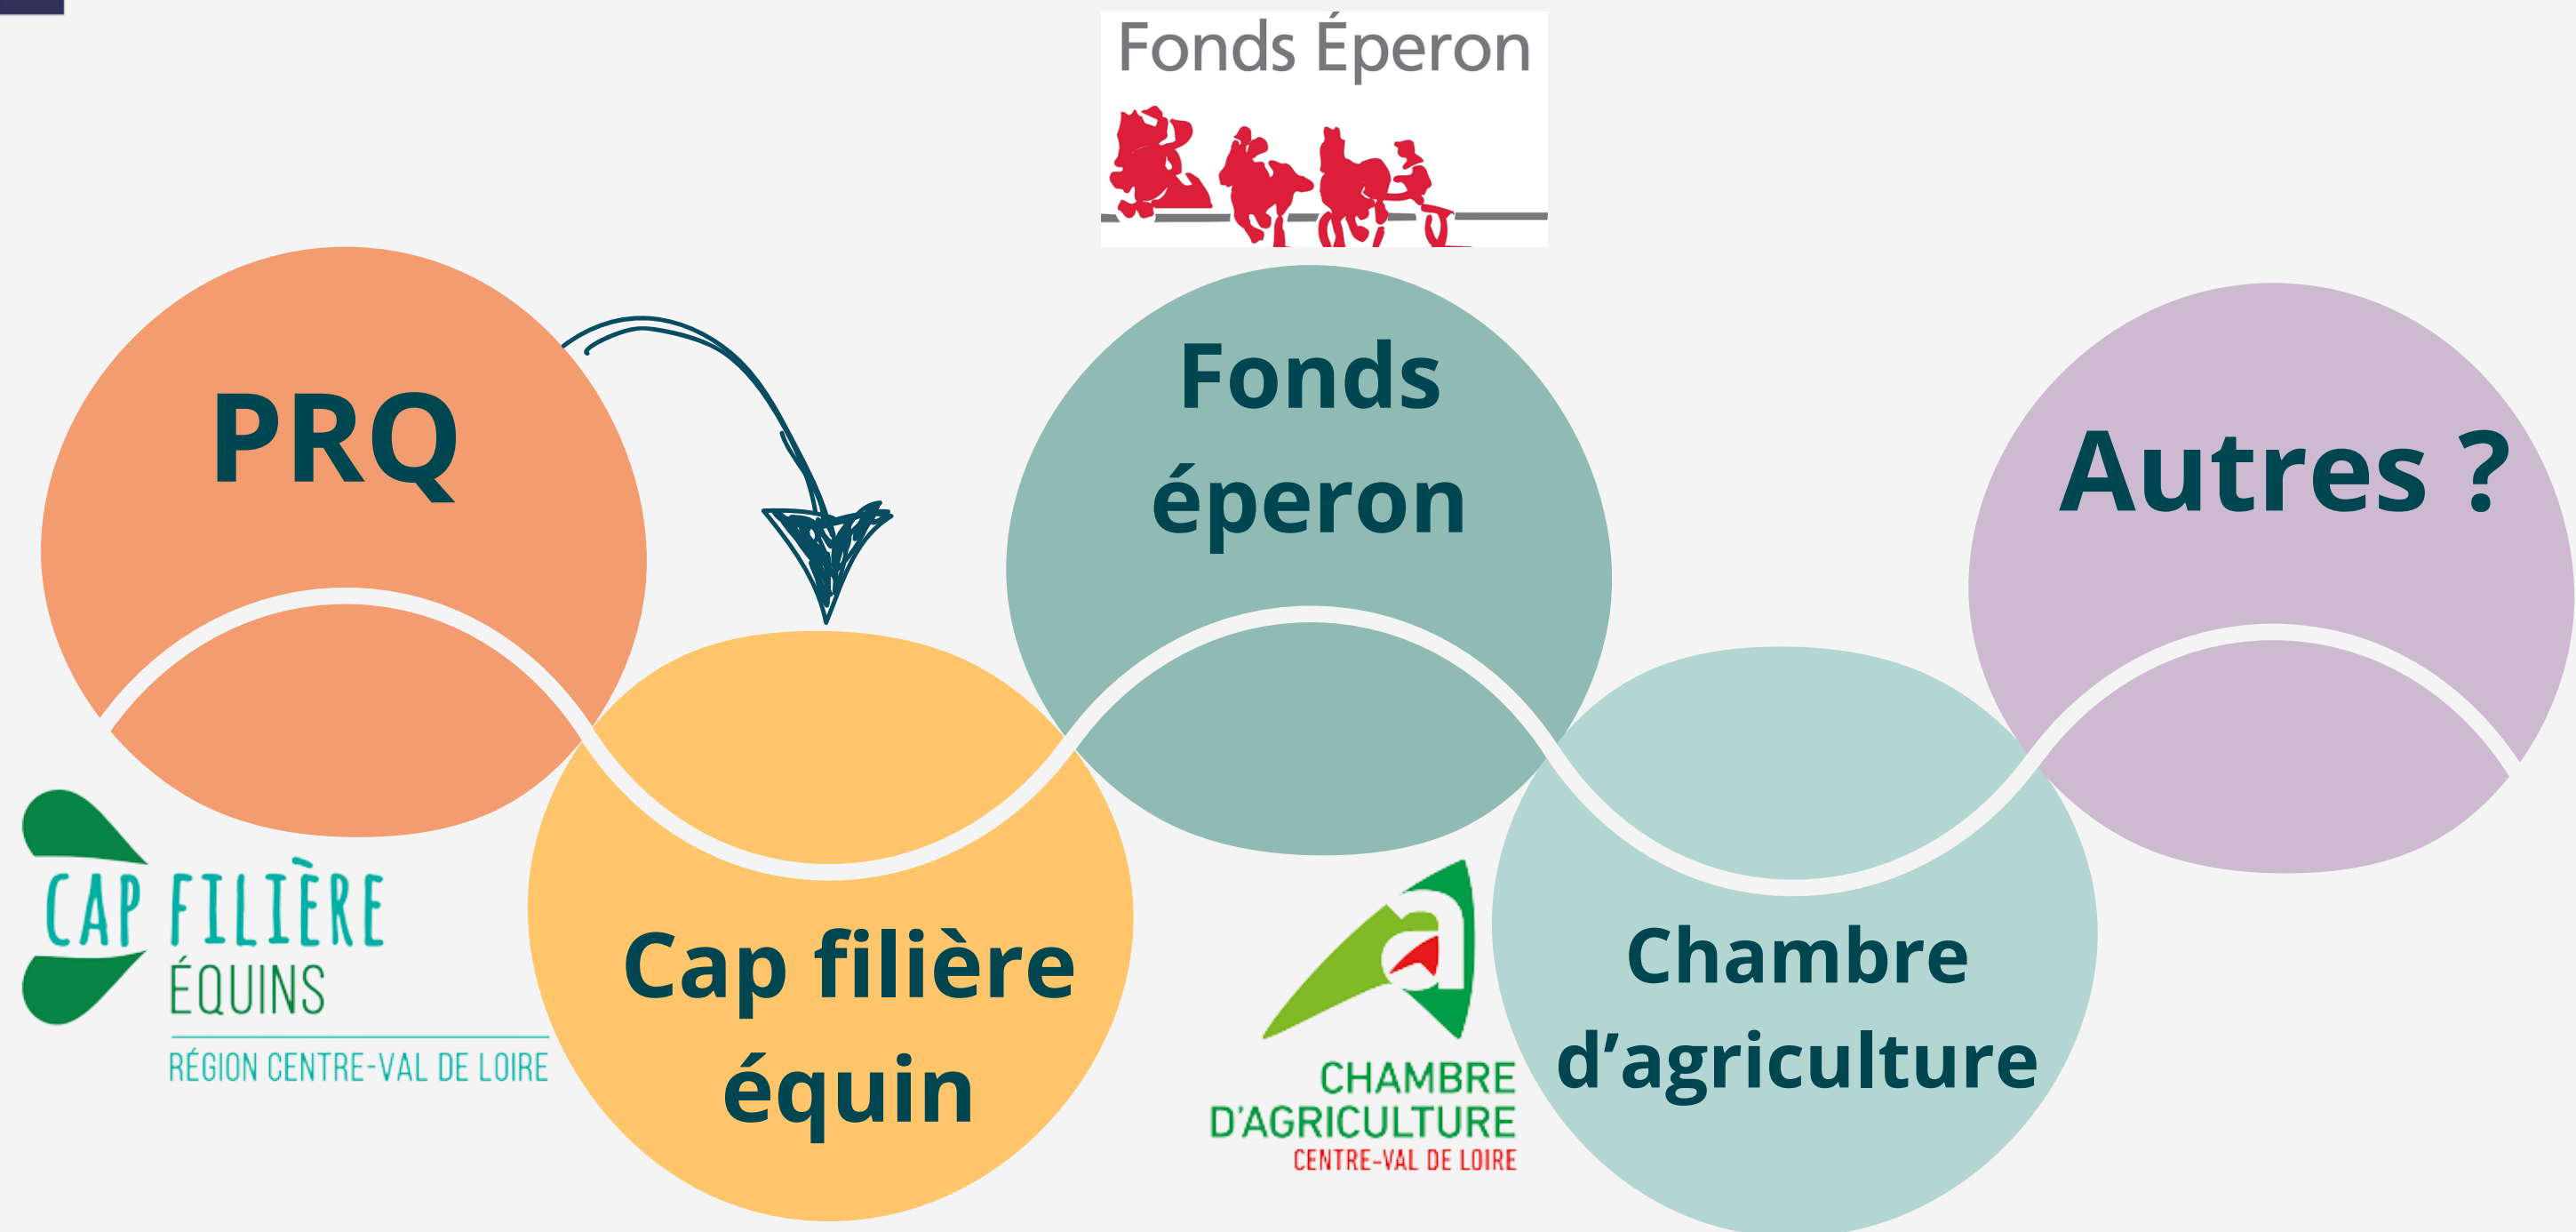 Fonds Éperon
PRQ
Fonds
éperon
Autres ?
CAP FILIÈRE
ÉQUINS
RÉGION CENTRE-VAL DE LOIRE
Cap filière
équin
CHAMBRE
D'AGRICULTURE
CENTRE-VAL DE LOIRE
Chambre
d’agriculture